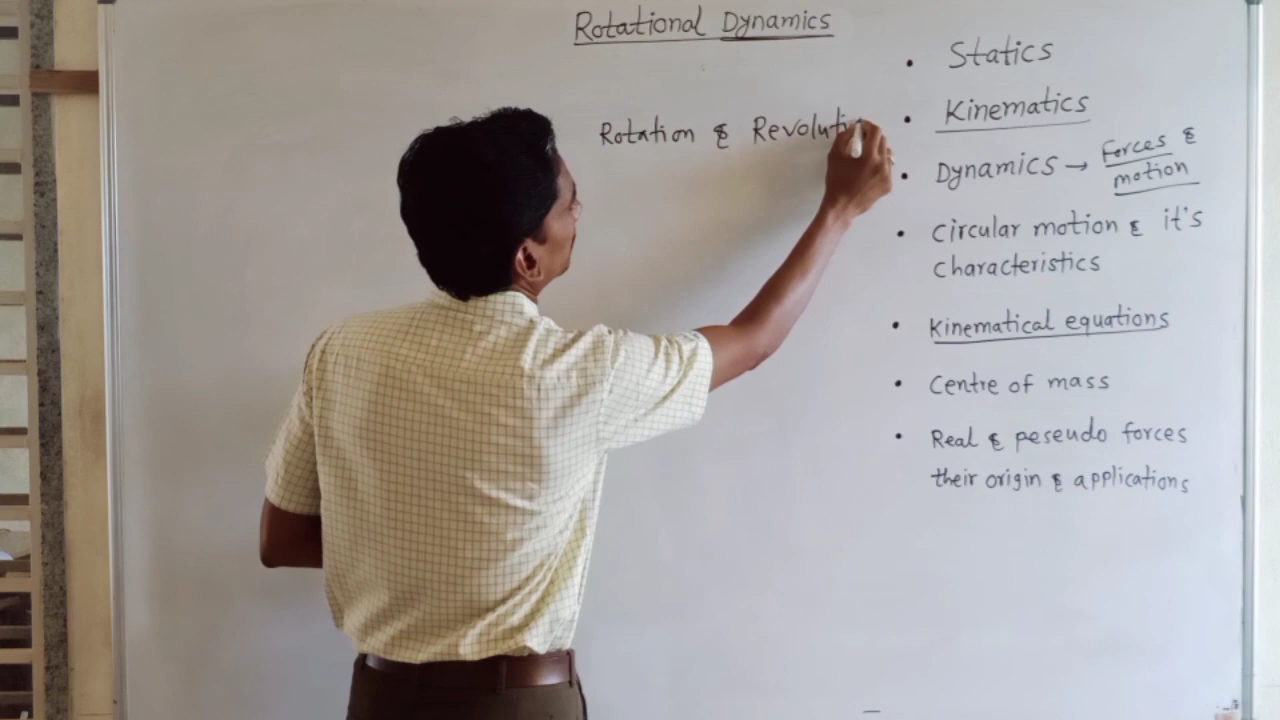 Rotational Dynamics
Rotation & Revolutio
• Statics
• Kinematics
• Dynamics → Forces &
motion
• Circular motion & it's
characteristics
• Kinematical equations
• Centre of mass
• Real & peseudo forces
their origin & applications